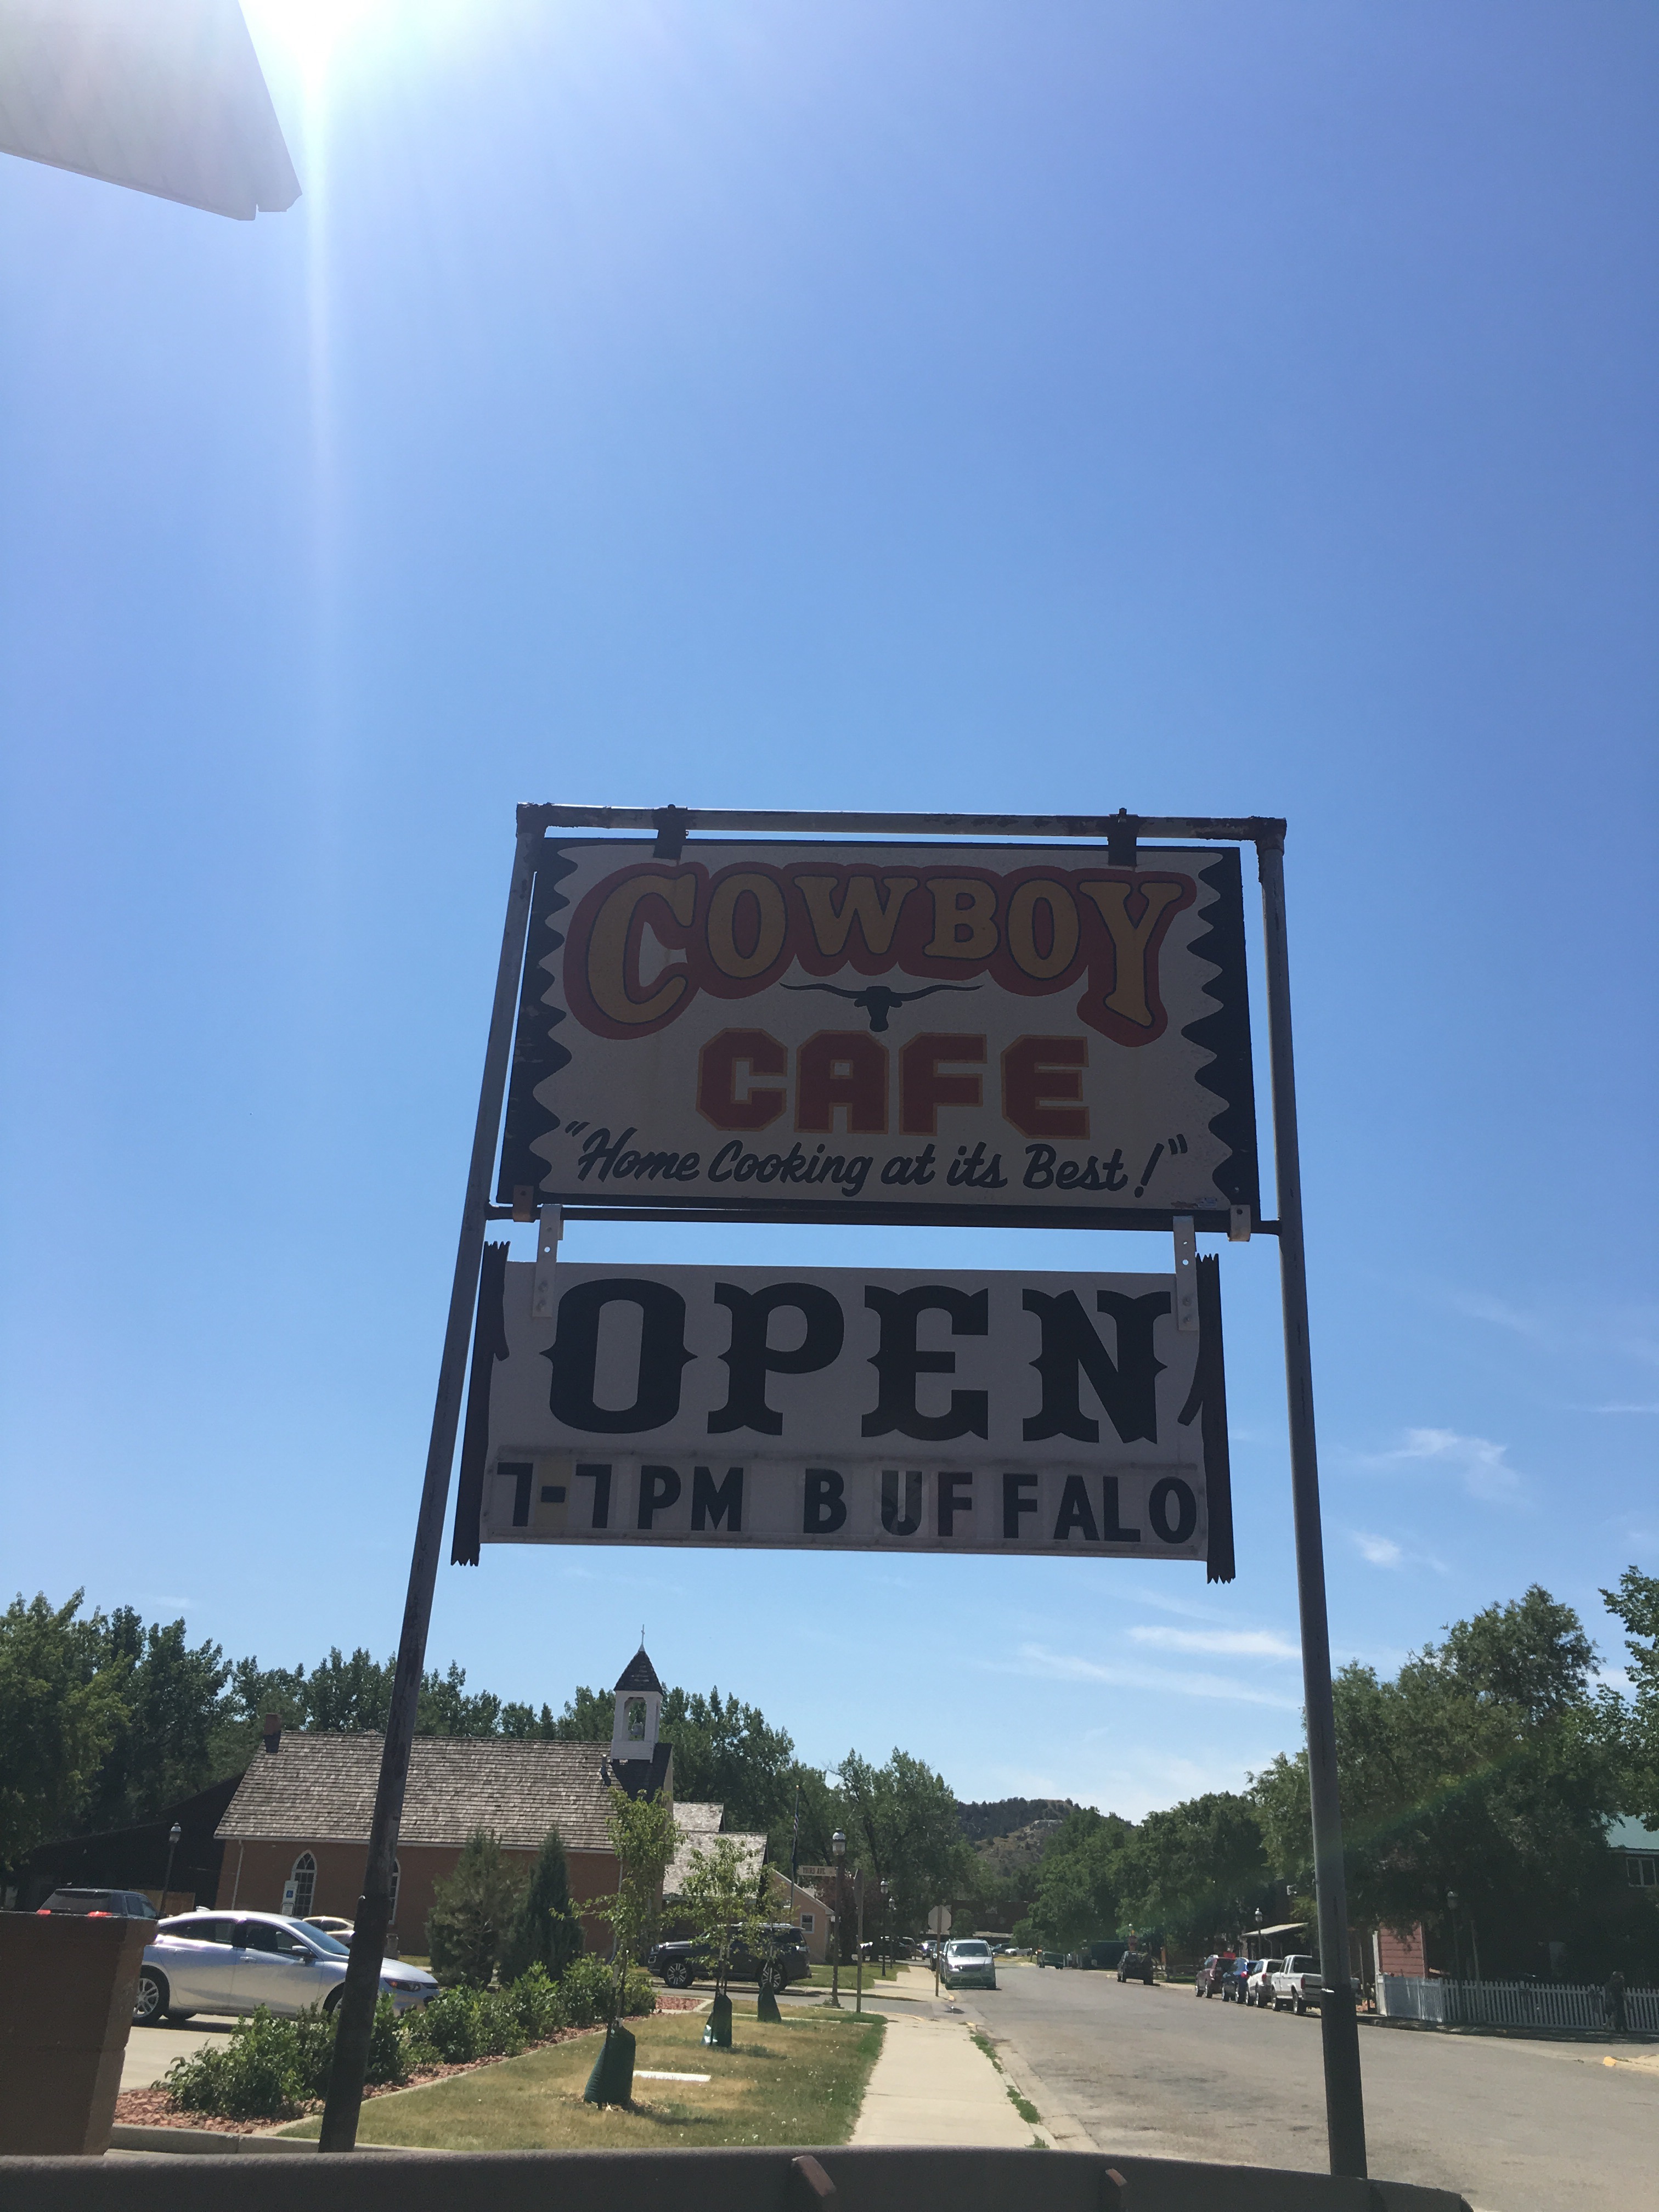 COWBOY
CAFE
"Home Cooking at its Best!"
OPEN
7-7PM BUFFALO